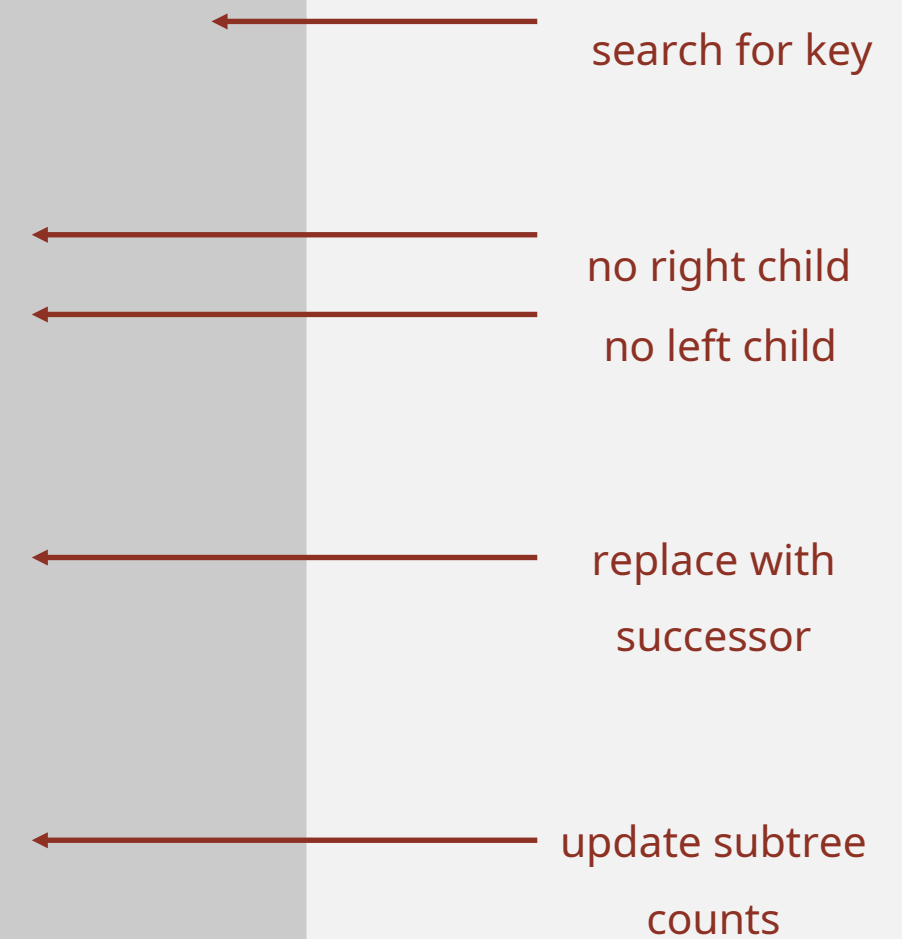 search for key
no right child
no left child
replace with
successor
update subtree
counts